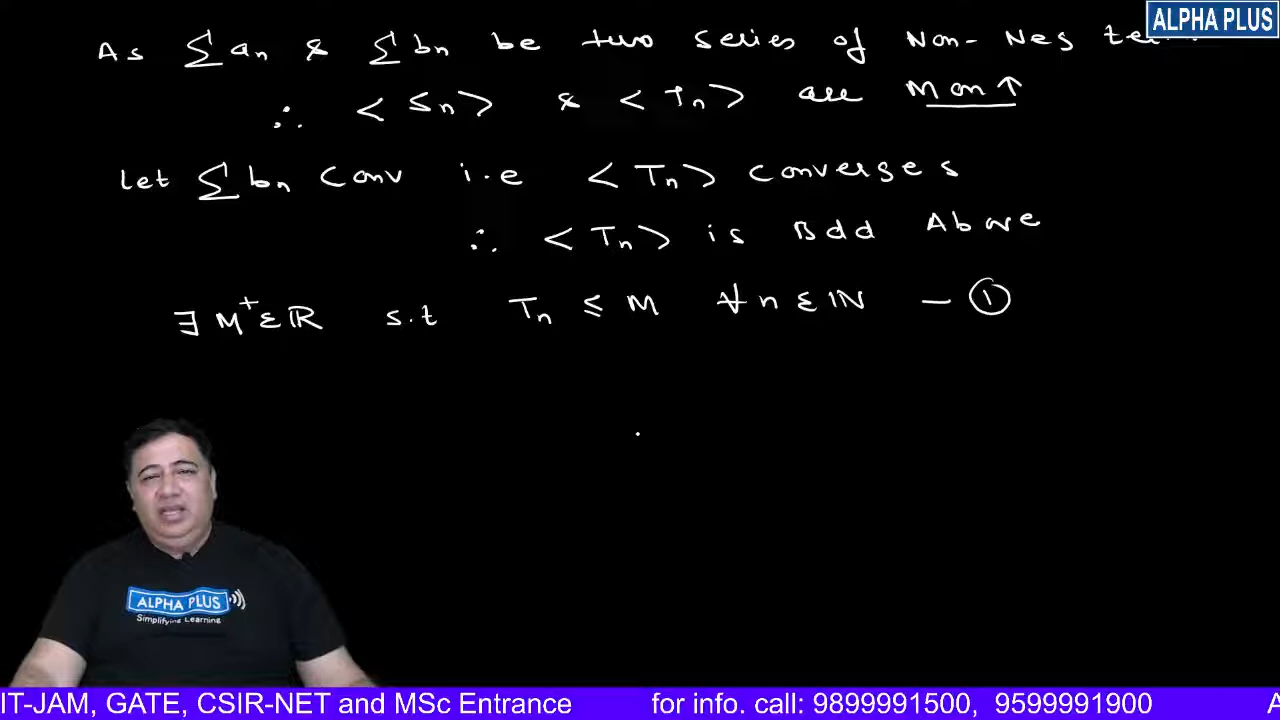 ALPHA PLUS
As ∑an & ∑bn be two series of Non-Neg
∴ <Sn> & <Tn> are Mon↑
Let ∑bn conv i.e <Tn> converges
∴ <Tn> is Bdd Above
∃ M⁺ε ℝ s.t Tn ≤ M ∀ n ε ℕ — ①
ALPHA PLUS
Simplifying Learning
IT-JAM, GATE, CSIR-NET and MSc Entrance for info. call: 9899991500, 9599991900 A